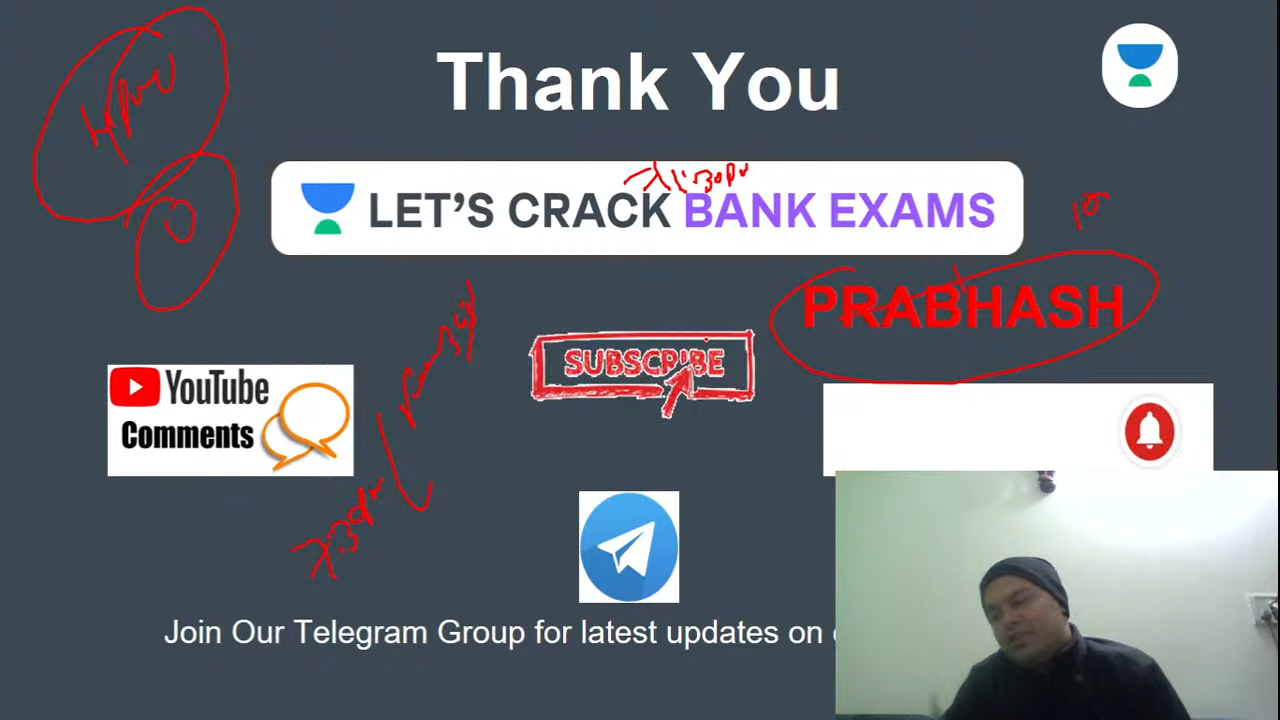 Thank You
LET'S CRACK BANK EXAMS
PRABHASH
SUBSCRIBE
YouTube
Comments
Join Our Telegram Group for latest updates on